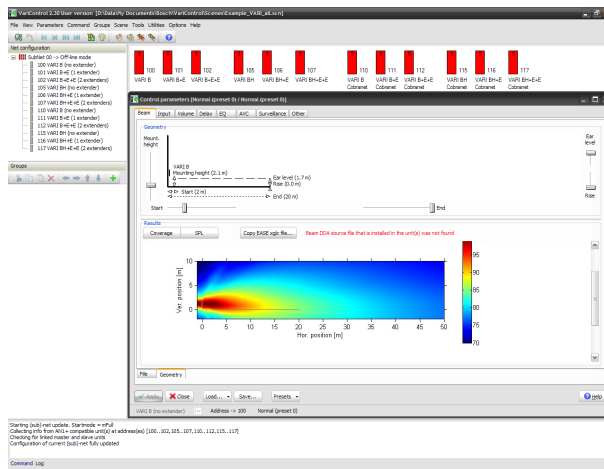 VariControl 2.30 User version [D:\Data\My Documents\Bosch\VariControl\Scenes\Example_VARI_all.scn]
File View Parameters Command Groups Scene Tools Utilities Options Help
Net configuration
SubNet 00 -> Off-line mode
100 VARI B (no extender)
101 VARI B+E (1 extender)
102 VARI B+E+E (2 extenders)
105 VARI BH (no extender)
106 VARI BH+E (1 extender)
107 VARI BH+E+E (2 extenders)
110 VARI B (no extender)
111 VARI B+E (1 extender)
112 VARI B+E+E (2 extenders)
115 VARI BH (no extender)
116 VARI BH+E (1 extender)
117 VARI BH+E+E (2 extenders)
Groups
100 101 102 105 106 107 110 111 112 115 116 117
VARI B VARI B+E VARI B+E+E VARI BH VARI BH+E VARI BH+E+E VARI B VARI B+E VARI B+E+E VARI BH VARI BH+E VARI BH+E+E
Cobranet Cobranet Cobranet Cobranet Cobranet Cobranet
Control parameters [Normal (preset 0) / Normal (preset 0)]
Beam Input Volume Delay EQ AVC Surveillance Other
Geometry
Mount. height
Ear level
VARI B
Mounting height (2.1 m)
Ear level (1.7 m)
Rise (0.0 m)
Start (2 m)
End (20 m)
Rise
Start
End
Results
Coverage SPL Copy EASE xglc file... Beam DDA source file that is installed in the unit(s) was not found
Ver. position [m]
10
5
0
0 5 10 15 20 25 30 35 40 45 50
Hor. position [m]
95
90
85
80
75
70
File Geometry
Apply Close Load... Save... Presets Help
VARI B (no extender) Address -> 100 Normal (preset 0)
Starting (sub)-net update. Startmode = mFull
Collecting info from AN1+ compatible unit(s) at address(es) [100..102,105..107,110..112,115..117]
Checking for linked master and slave units
Configuration of current (sub)-net fully updated
Command Log